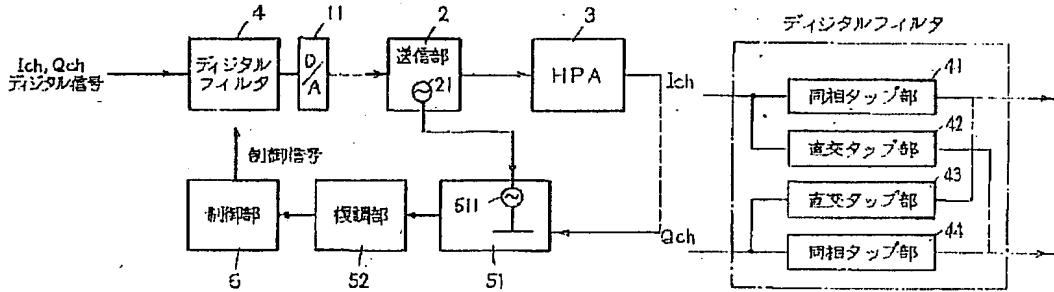 4
11
2
3
ディジタルフィルタ
Ich, Qch
ディジタル信号
ディジタル
フィルタ
D/A
送信部
21
HPA
Ich
41
同相タップ部
42
直交タップ部
43
直交タップ部
44
同相タップ部
制御信号
制御部
復調部
511
Qch
6
52
51